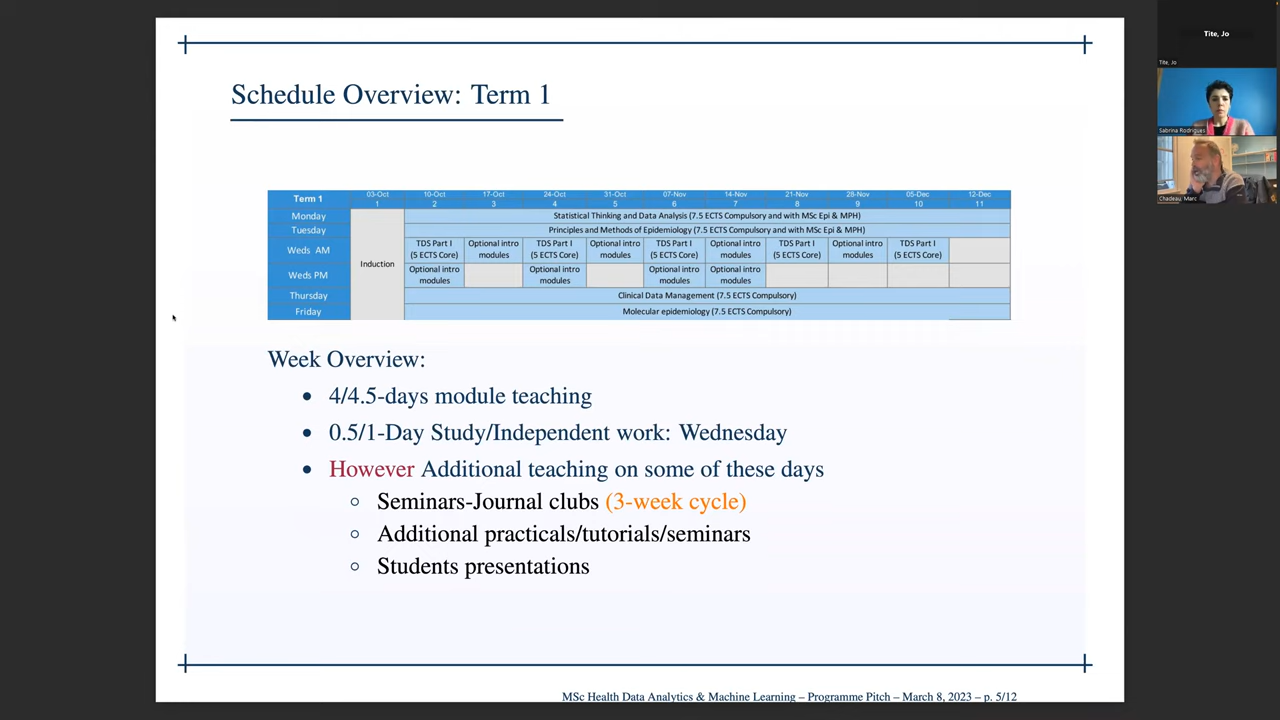 Schedule Overview: Term 1
Term 1 03-Oct 10-Oct 17-Oct 24-Oct 31-Oct 07-Nov 14-Nov 21-Nov 28-Nov 05-Dec 12-Dec
1 2 3 4 5 6 7 8 9 10 11
Monday Statistical Thinking and Data Analysis (7.5 ECTS Compulsory and with MSc Epi & MPH)
Tuesday Principles and Methods of Epidemiology (7.5 ECTS Compulsory and with MSc Epi & MPH)
Weds AM TDS Part I Optional intro TDS Part I Optional intro TDS Part I Optional intro TDS Part I Optional intro TDS Part I
(5 ECTS Core) modules (5 ECTS Core) modules (5 ECTS Core) modules (5 ECTS Core) modules (5 ECTS Core)
Induction
Weds PM Optional intro Optional intro Optional intro Optional intro
modules modules modules modules
Thursday Clinical Data Management (7.5 ECTS Compulsory)
Friday Molecular epidemiology (7.5 ECTS Compulsory)
Week Overview:
• 4/4.5-days module teaching
• 0.5/1-Day Study/Independent work: Wednesday
• However Additional teaching on some of these days
Seminars-Journal clubs (3-week cycle)
Additional practicals/tutorials/seminars
Students presentations
MSc Health Data Analytics & Machine Learning – Programme Pitch – March 8, 2023 – p. 5/12
Tite, Jo
Tite, Jo
Sabrina Rodrigues
Chadeau, Marc